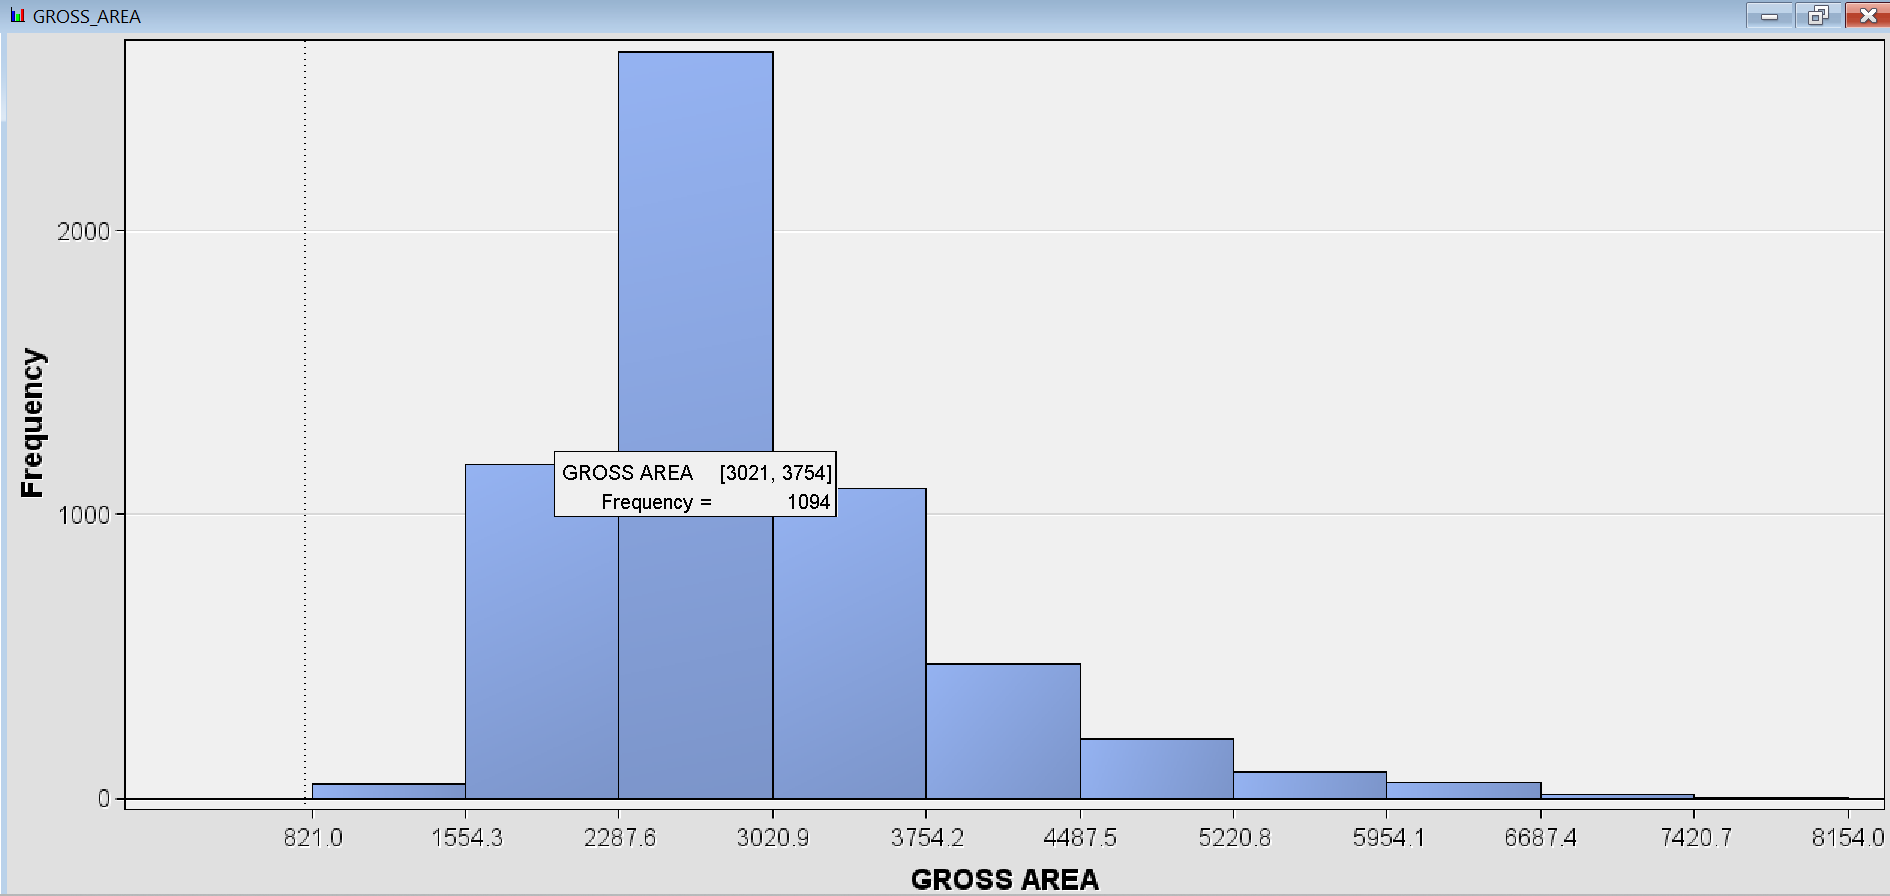 GROSS_AREA
2000
1000
0
Frequency
GROSS AREA [3021, 3754]
Frequency = 1094
821.0 1554.3 2287.6 3020.9 3754.2 4487.5 5220.8 5954.1 6687.4 7420.7 8154.0
GROSS AREA